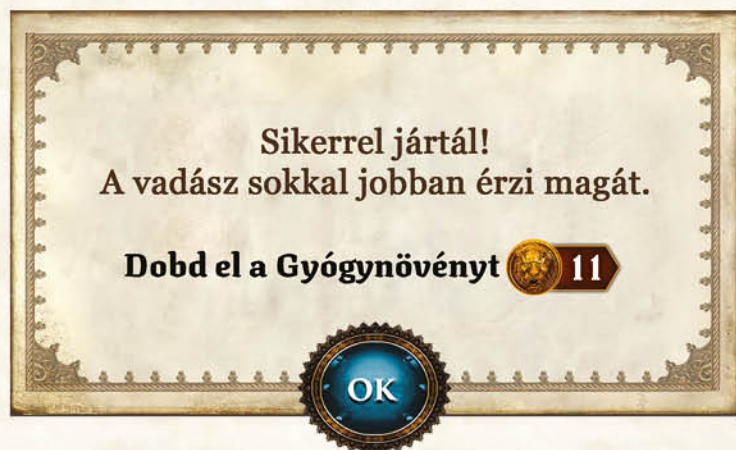 Sikerrel jártál!
A vadász sokkal jobban érzi magát.
Dobd el a Gyógynövényt 11
OK